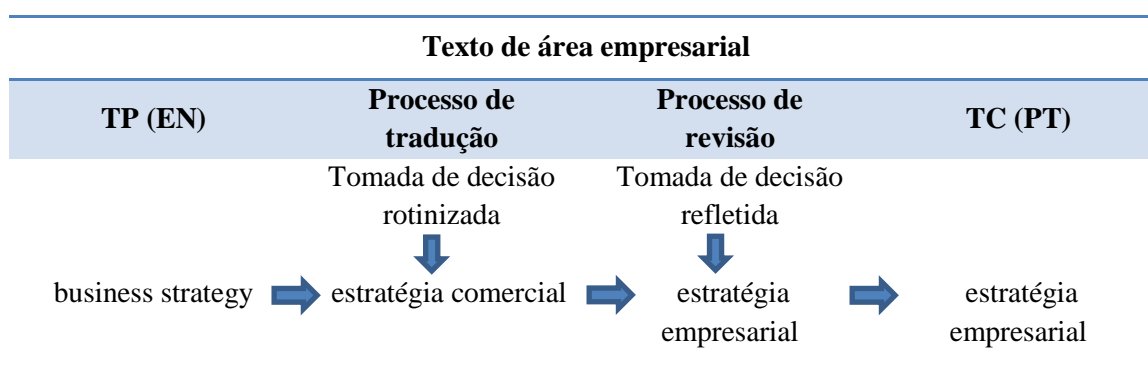 Texto de área empresarial
TP (EN)
Processo de
tradução
Processo de
revisão
TC (PT)
Tomada de decisão
rotinizada
Tomada de decisão
refletida
business strategy
estratégia comercial
estratégia
empresarial
estratégia
empresarial